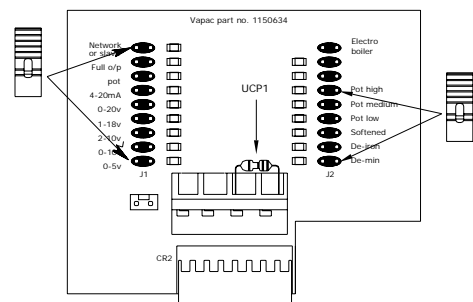 Vapac part no. 1150634
Network
or slave
Full o/p
pot
4-20mA
0-20v
1-18v
2-10v
0-10v
0-5v
J1
UCP1
Electro
boiler
Pot high
Pot medium
Pot low
Softened
De-iron
De-min
J2
CR2